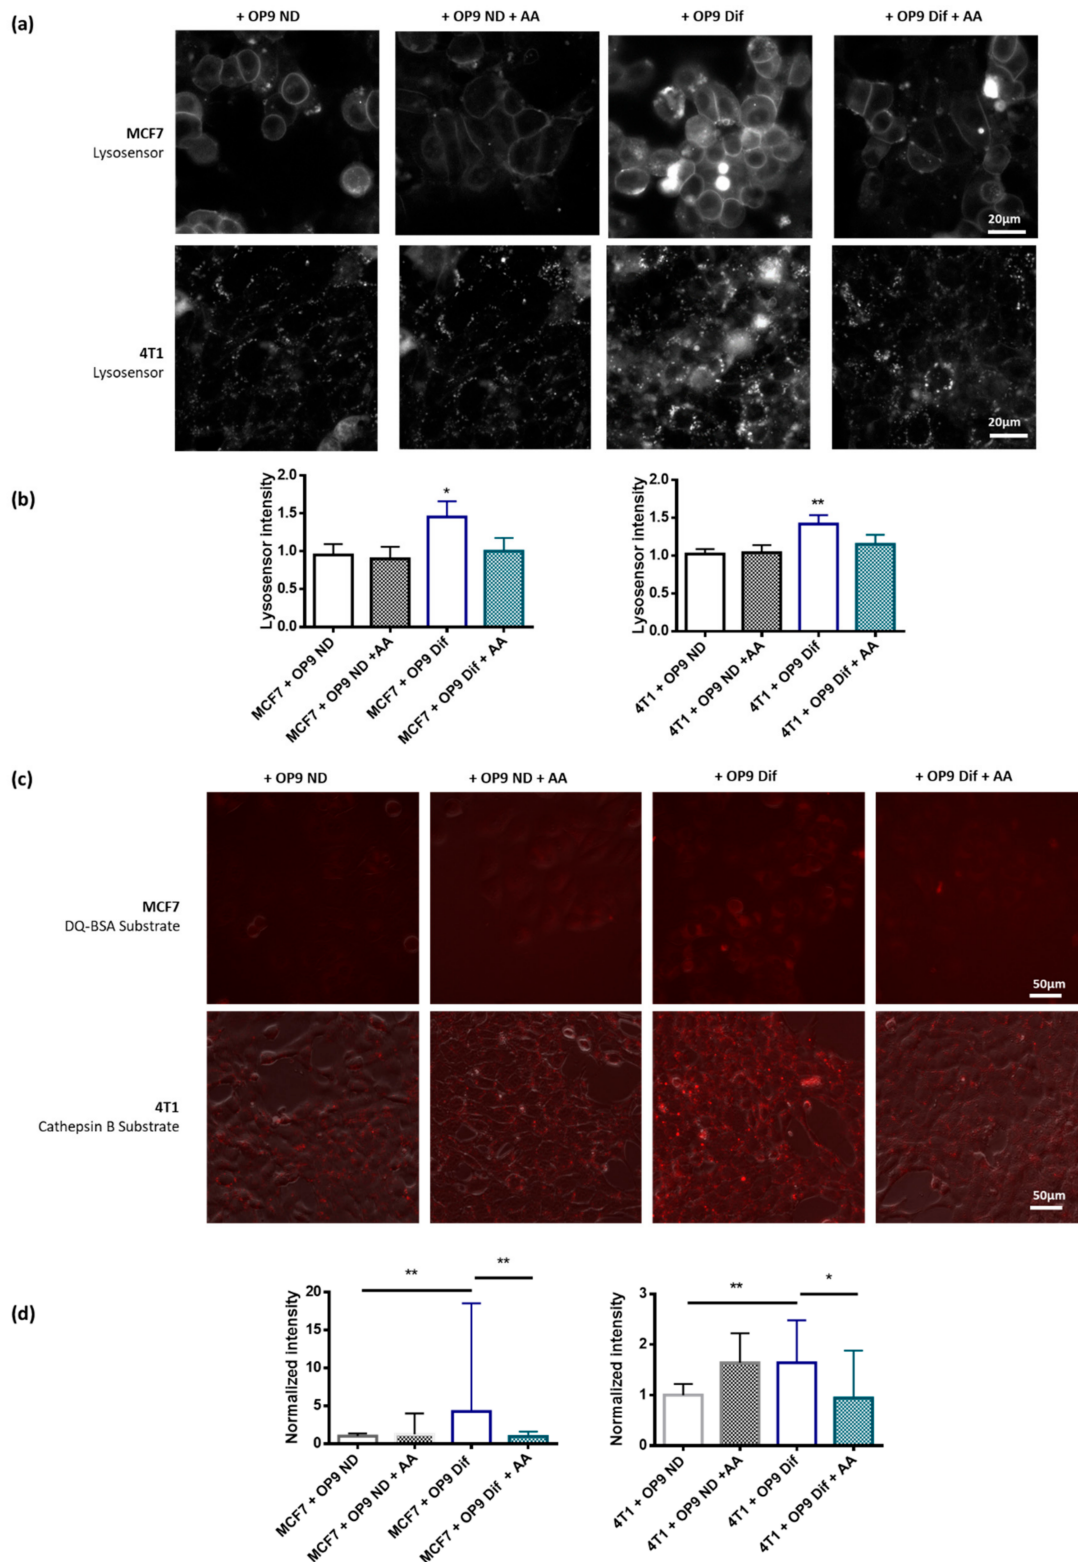 (a)
+ OP9 ND + OP9 ND + AA + OP9 Dif + OP9 Dif + AA
MCF7
Lysosensor
20µm
4T1
Lysosensor
20µm
(b)
Lysosensor intensity
2.0
1.5
1.0
0.5
0.0
*
MCF7 + OP9 ND
MCF7 + OP9 ND +AA
MCF7 + OP9 Dif
MCF7 + OP9 Dif + AA
Lysosensor intensity
2.0
1.5
1.0
0.5
0.0
**
4T1 + OP9 ND
4T1 + OP9 ND +AA
4T1 + OP9 Dif
4T1 + OP9 Dif + AA
(c)
+ OP9 ND + OP9 ND + AA + OP9 Dif + OP9 Dif + AA
MCF7
DQ-BSA Substrate
50µm
4T1
Cathepsin B Substrate
50µm
(d)
Normalized intensity
20
15
10
5
0
**
**
MCF7 + OP9 ND
MCF7 + OP9 ND + AA
MCF7 + OP9 Dif
MCF7 + OP9 Dif + AA
Normalized intensity
3
2
1
0
**
*
4T1 + OP9 ND
4T1 + OP9 ND +AA
4T1 + OP9 Dif
4T1 + OP9 Dif + AA